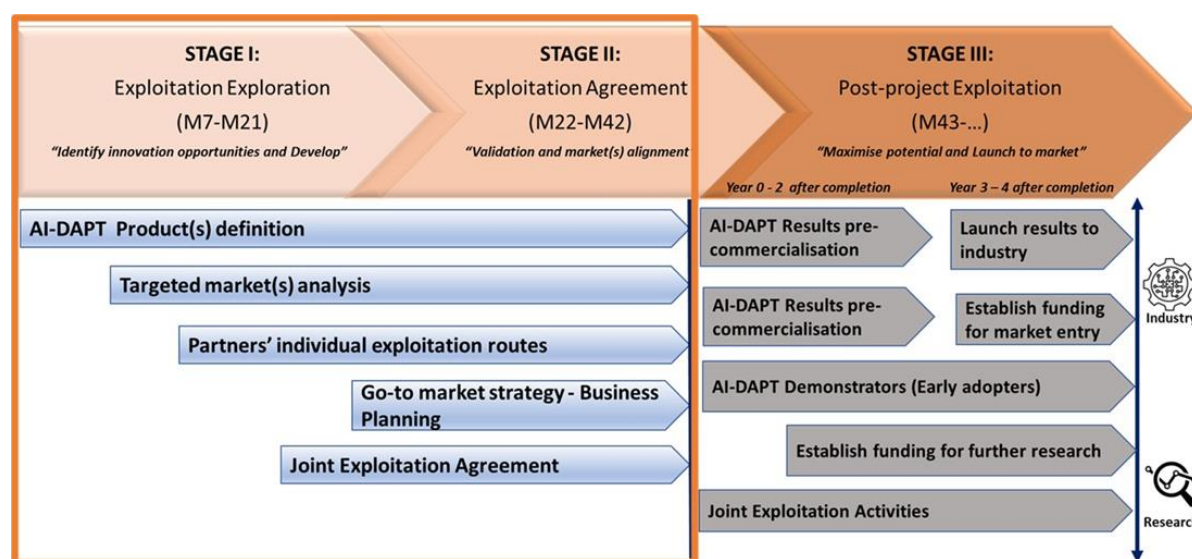 STAGE I:
Exploitation Exploration
(M7-M21)
“Identify innovation opportunities and Develop”
STAGE II:
Exploitation Agreement
(M22-M42)
“Validation and market(s) alignment
STAGE III:
Post-project Exploitation
(M43-...)
“Maximise potential and Launch to market”
Year 0 - 2 after completion
Year 3 – 4 after completion
AI-DAPT Product(s) definition
Targeted market(s) analysis
Partners’ individual exploitation routes
Go-to market strategy - Business
Planning
Joint Exploitation Agreement
AI-DAPT Results pre-
commercialisation
Launch results to
industry
AI-DAPT Results pre-
commercialisation
Establish funding
for market entry
AI-DAPT Demonstrators (Early adopters)
Establish funding for further research
Joint Exploitation Activities
Industry
Research